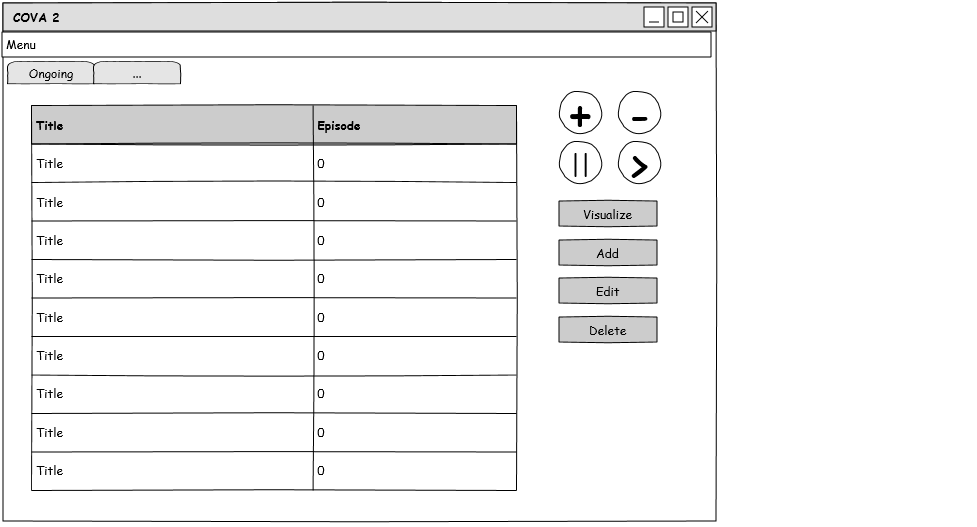 COVA 2
Menu
Ongoing ...
Title Episode
Title 0
Title 0
Title 0
Title 0
Title 0
Title 0
Title 0
Title 0
Title 0
Visualize
Add
Edit
Delete